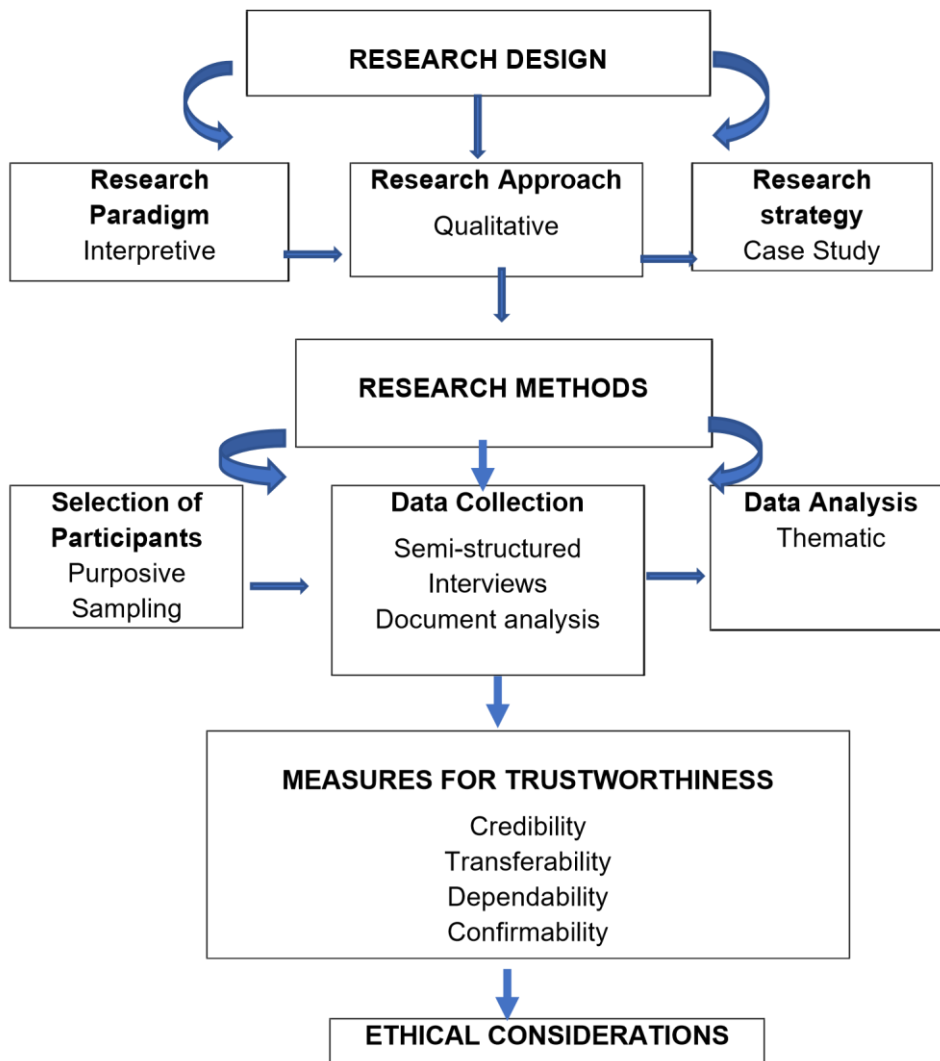 RESEARCH DESIGN
Research
Paradigm
Interpretive
Research Approach
Qualitative
Research
strategy
Case Study
RESEARCH METHODS
Selection of
Participants
Purposive
Sampling
Data Collection
Semi-structured
Interviews
Document analysis
Data Analysis
Thematic
MEASURES FOR TRUSTWORTHINESS
Credibility
Transferability
Dependability
Confirmability
ETHICAL CONSIDERATIONS